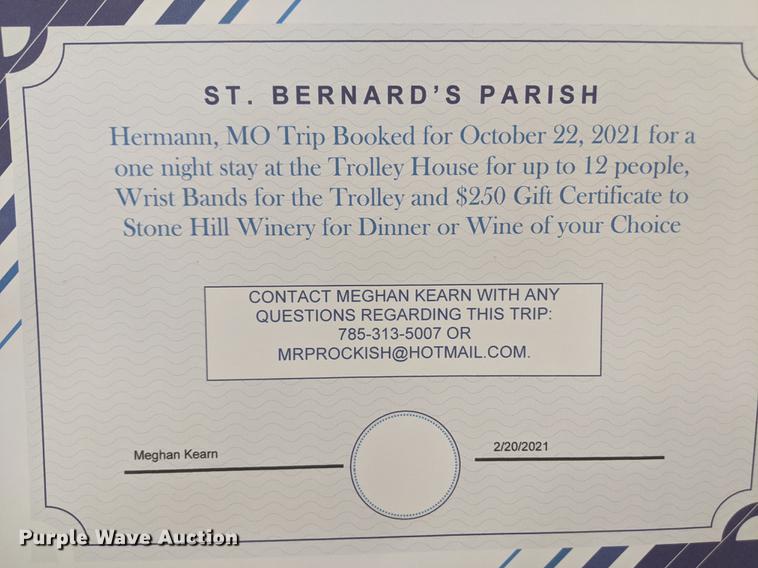 ST. BERNARD'S PARISH
Hermann, MO Trip Booked for October 22, 2021 for a
one night stay at the Trolley House for up to 12 people,
Wrist Bands for the Trolley and $250 Gift Certificate to
Stone Hill Winery for Dinner or Wine of your Choice
CONTACT MEGHAN KEARN WITH ANY
QUESTIONS REGARDING THIS TRIP:
785-313-5007 OR
MRPROCKISH@HOTMAIL.COM.
Meghan Kearn
2/20/2021
Purple Wave Auction